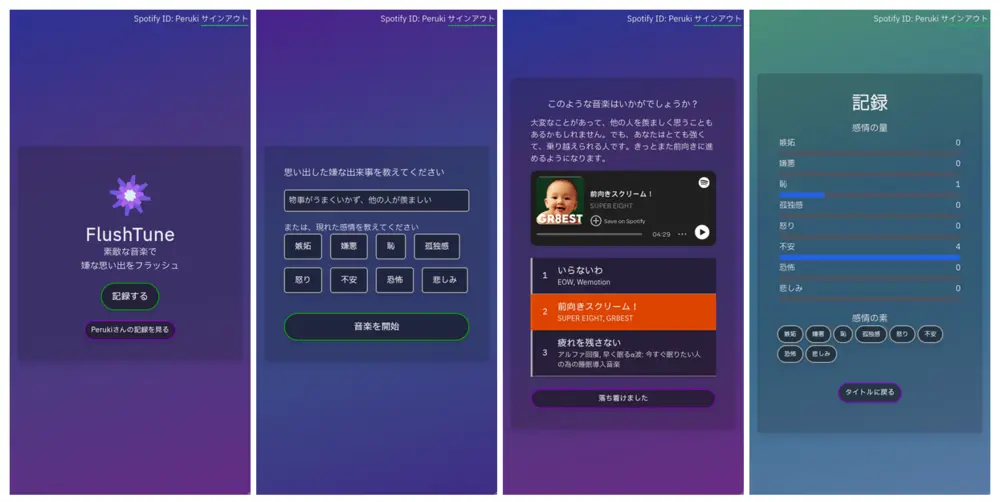 Spotify ID: Peruki サインアウト
FlushTune
素敵な音楽で
嫌な思い出をフラッシュ
記録する
Perukiさんの記録を見る
Spotify ID: Peruki サインアウト
思い出した嫌な出来事を教えてください
物事がうまくいかず、他の人が羨ましい
または、現れた感情を教えてください
嫉妬 嫌悪 恥 孤独感
怒り 不安 恐怖 悲しみ
音楽を開始
Spotify ID: Peruki サインアウト
このような音楽はいかがでしょうか？
大変なことがあって、他の人を羨ましく思うことも
あるかもしれません。でも、あなたはとても強く
て、乗り越えられる人です。きっとまた前向きに進
めるようになります。
GR8EST
前向きスクリーム！
SUPER EIGHT
Save on Spotify
04:29
1 いらないわ
EOW, Wemotion
2 前向きスクリーム！
SUPER EIGHT, GR8EST
3 疲れを残さない
アルファ回復, 早く眠るα波: 今すぐ眠りたい人
の為の睡眠導入音楽
落ち着けました
Spotify ID: Peruki サインアウト
記録
感情の量
嫉妬 0
嫌悪 0
恥 1
孤独感 0
怒り 0
不安 4
恐怖 0
悲しみ 0
感情の素
嫉妬 嫌悪 恥 孤独感 怒り 不安
恐怖 悲しみ
タイトルに戻る